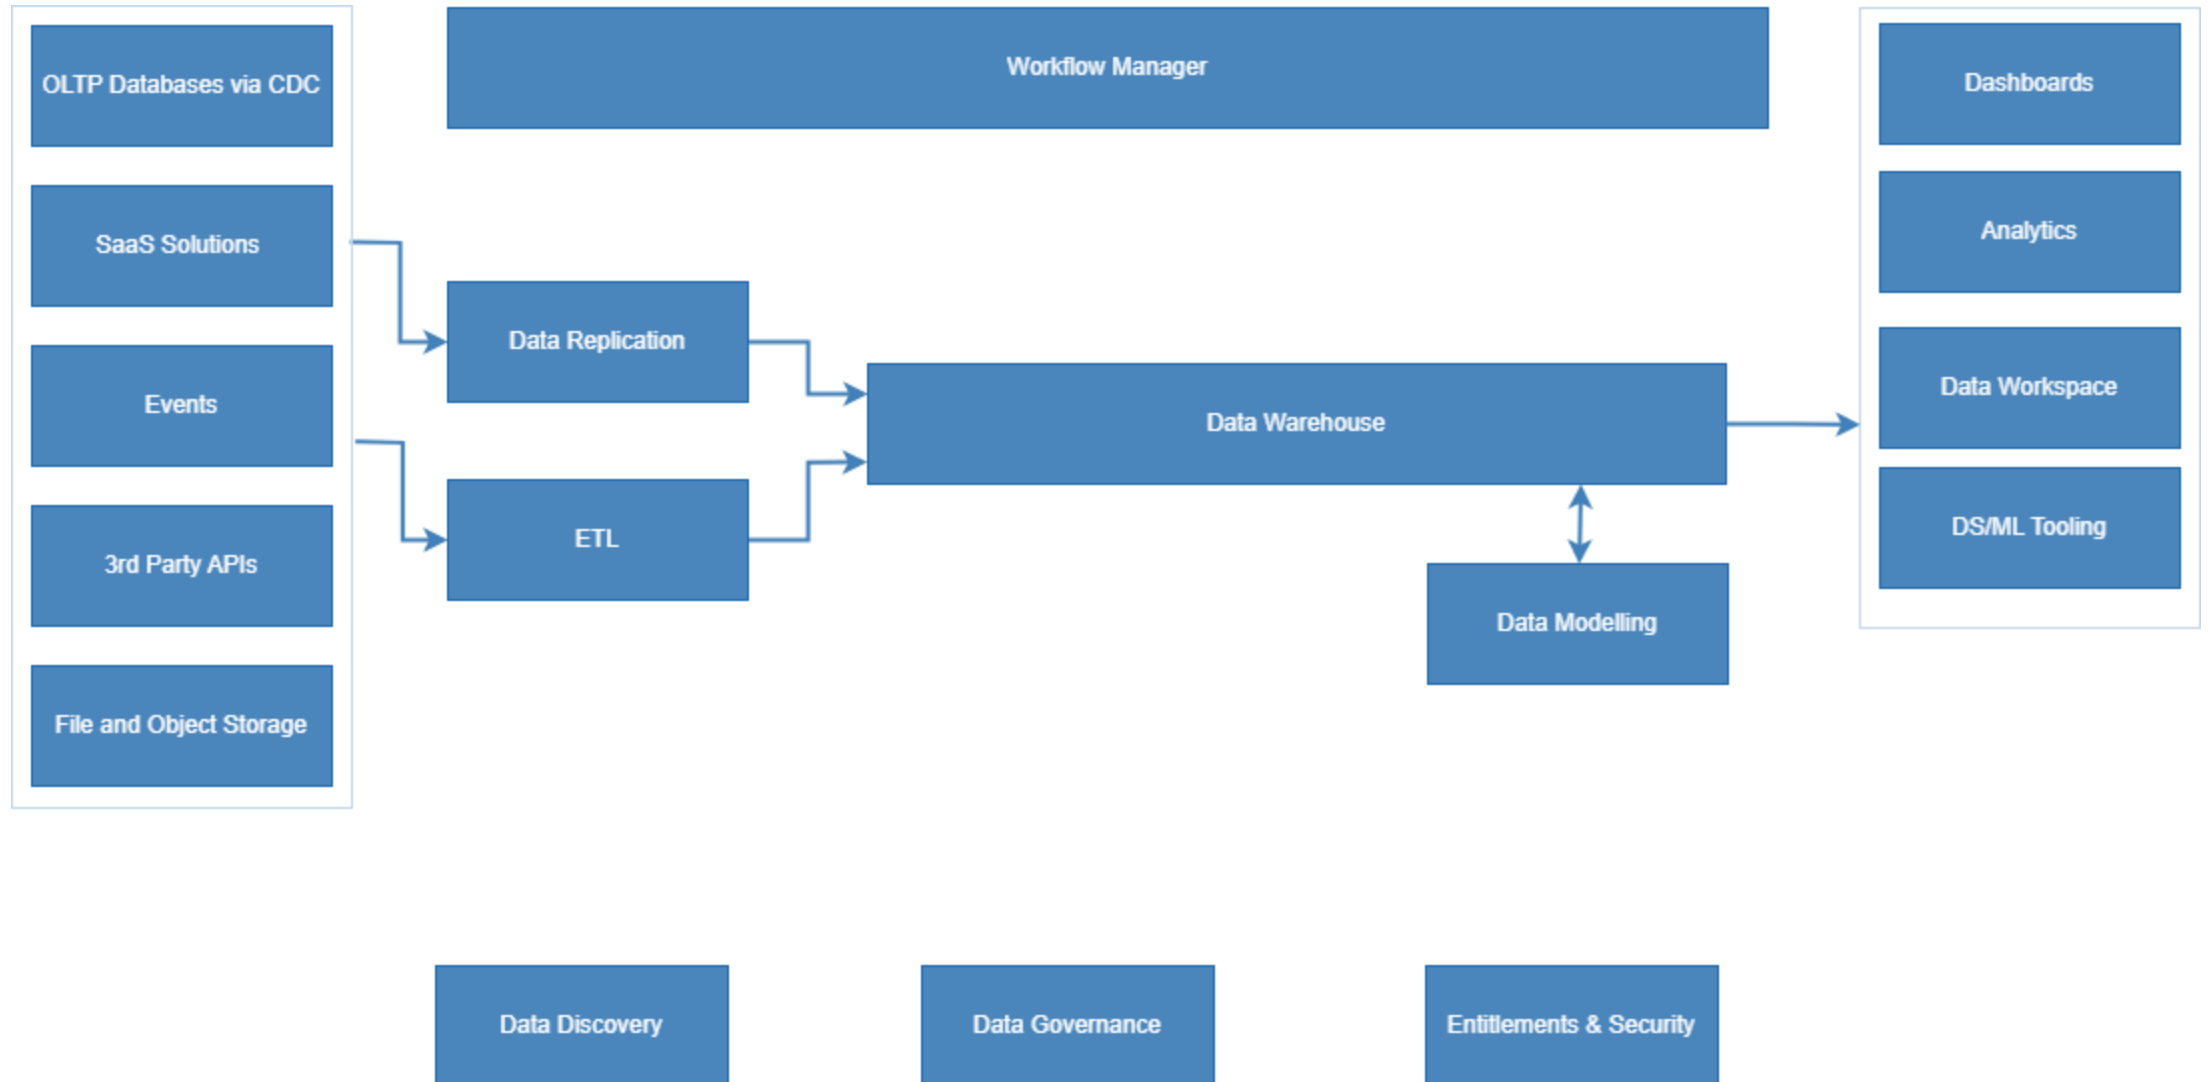 OLTP Databases via CDC
SaaS Solutions
Events
3rd Party APIs
File and Object Storage
Workflow Manager
Data Replication
ETL
Data Warehouse
Data Modelling
Dashboards
Analytics
Data Workspace
DS/ML Tooling
Data Discovery
Data Governance
Entitlements & Security